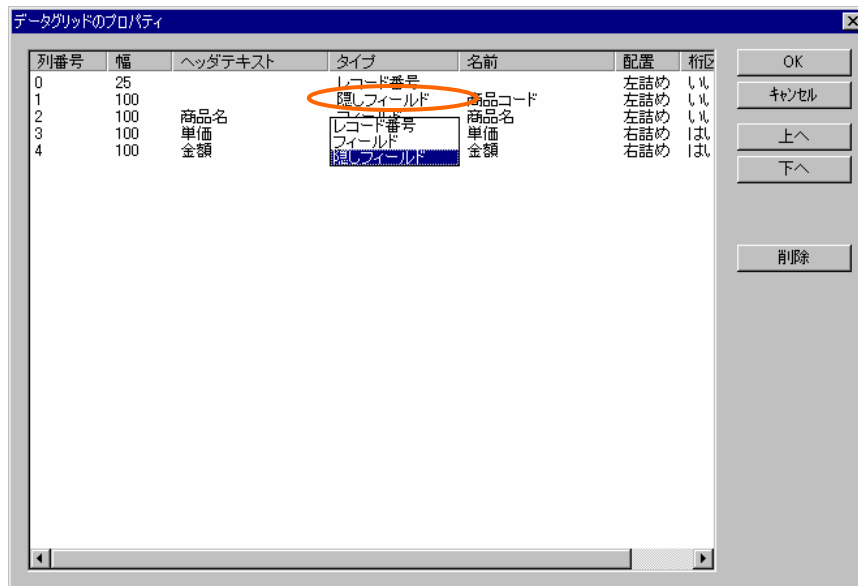 データグリッドのプロパティ
列番号 幅 ヘッダテキスト タイプ 名前 配置 桁区
0 25 レコード番号 左詰め いい
1 100 隠しフィールド 商品コード 左詰め いい
2 100 商品名 フィールド 商品名 左詰め いい
3 100 単価 単価 右詰め はい
4 100 金額 金額 右詰め はい
レコード番号
フィールド
隠しフィールド
OK
キャンセル
上へ
下へ
削除